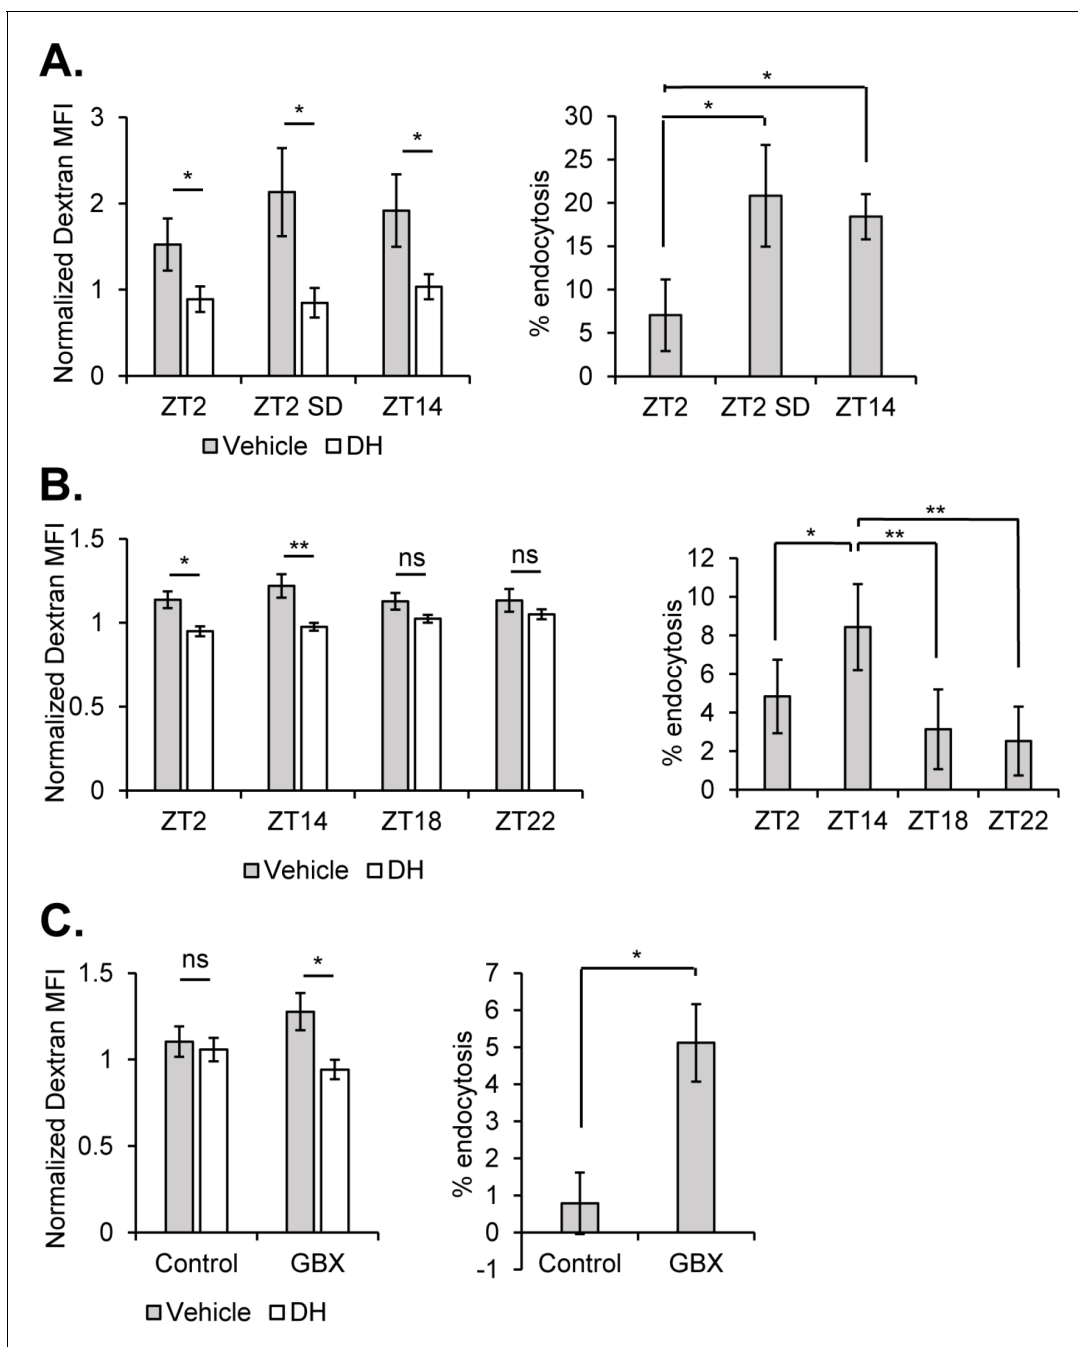 A.
Normalized Dextran MFI
3
2
1
0
*
*
*
ZT2 ZT2 SD ZT14
Vehicle DH
% endocytosis
30
25
20
15
10
5
0
*
*
ZT2 ZT2 SD ZT14
B.
Normalized Dextran MFI
1.5
1
0.5
0
*
**
ns
ns
ZT2 ZT14 ZT18 ZT22
Vehicle DH
% endocytosis
12
10
8
6
4
2
0
**
*
**
ZT2 ZT14 ZT18 ZT22
C.
Normalized Dextran MFI
1.5
1
0.5
0
ns
*
Control GBX
Vehicle DH
% endocytosis
7
6
5
4
3
2
1
0
-1
*
Control GBX